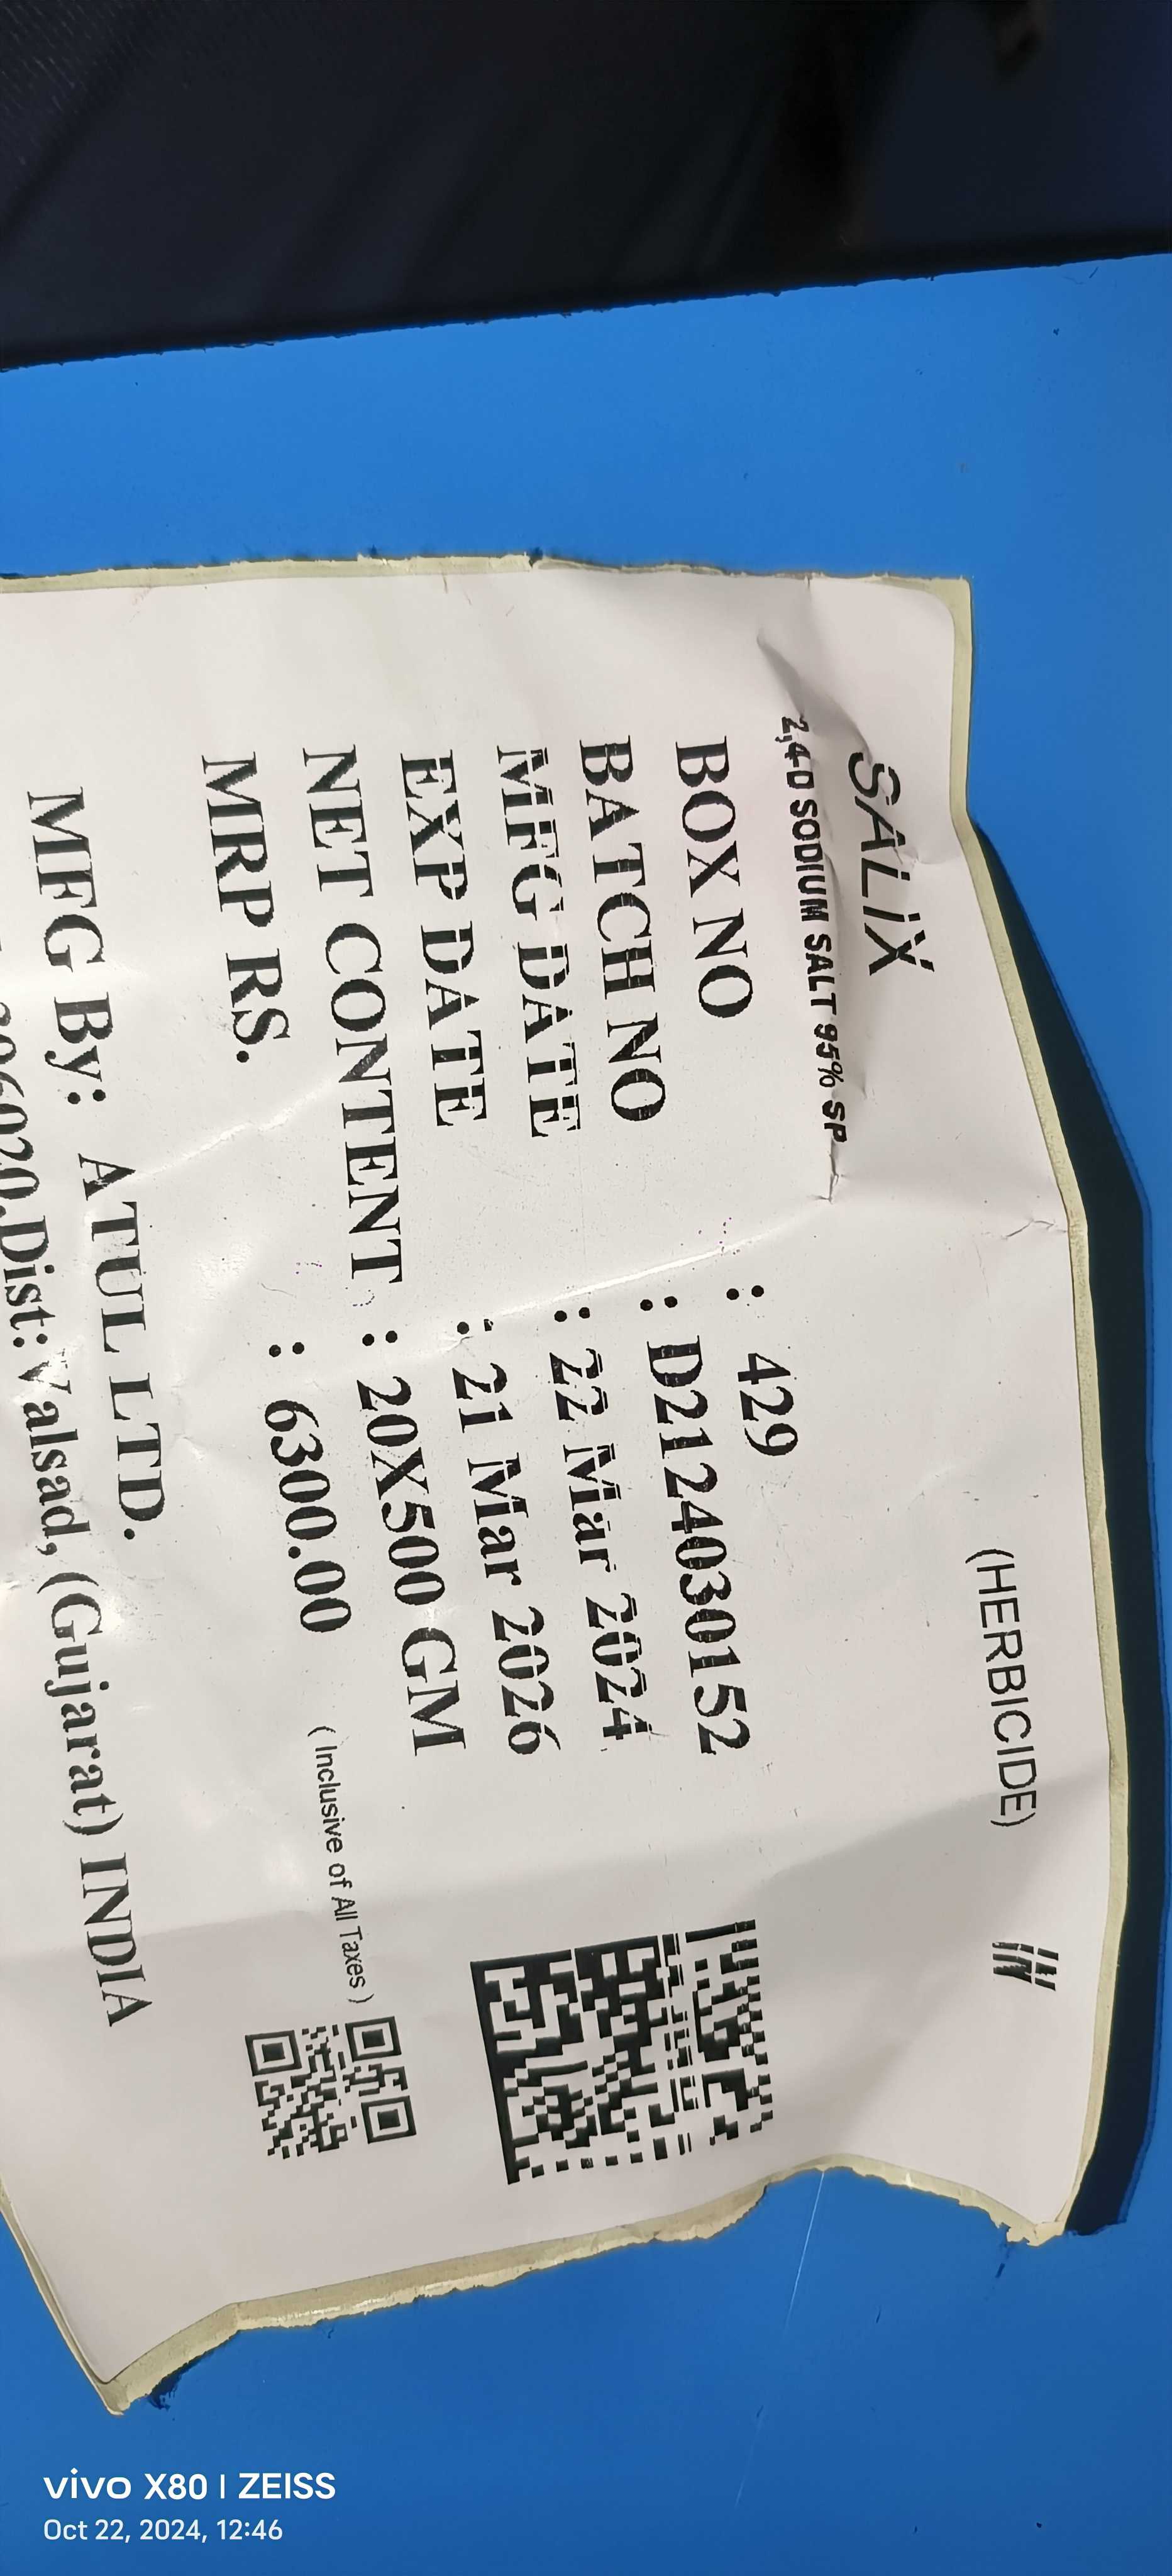 SALIX
(HERBICIDE)
2,4-D SODIUM SALT 95% SP
BOX NO : 429
BATCH NO : D2124030152
MFG DATE : 22 Mar 2024
EXP DATE : 21 Mar 2026
NET CONTENT : 20X500 GM
MRP RS. : 6300.00 ( Inclusive of All Taxes )
MFG By: ATUL LTD.
Dist: Valsad, (Gujarat) INDIA
vivo X80 | ZEISS
Oct 22, 2024, 12:46